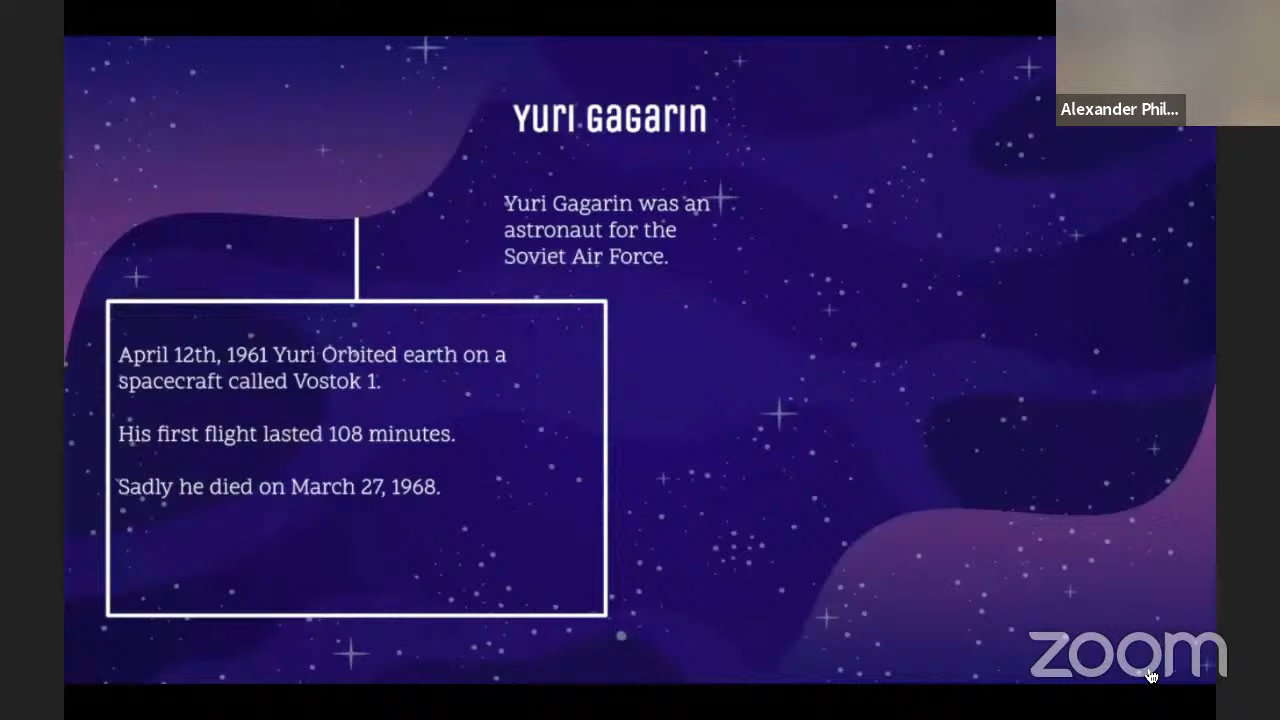 Alexander Phil...
Yuri Gagarin
Yuri Gagarin was an
astronaut for the
Soviet Air Force.
April 12th, 1961 Yuri Orbited earth on a
spacecraft called Vostok 1.
His first flight lasted 108 minutes.
Sadly he died on March 27, 1968.
zoom